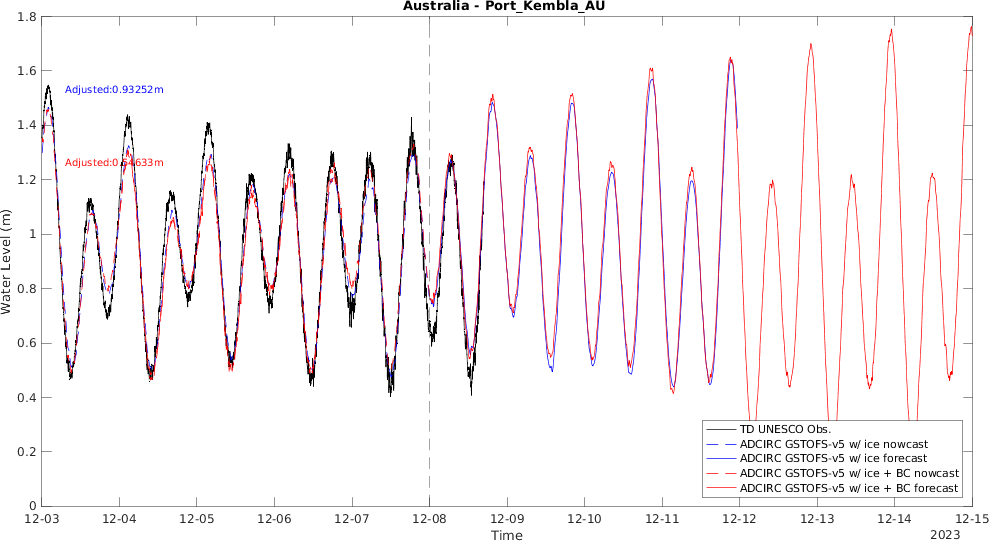 Australia - Port_Kembla_AU
1.8
1.6
1.4
1.2
1
0.8
0.6
0.4
0.2
0
Water Level (m)
Adjusted:0.93252m
TD UNESCO Obs.
ADCIRC GSTOFS-v5 w/ ice nowcast
ADCIRC GSTOFS-v5 w/ ice forecast
ADCIRC GSTOFS-v5 w/ ice + BC nowcast
ADCIRC GSTOFS-v5 w/ ice + BC forecast
12-03 12-04 12-05 12-06 12-07 12-08 12-09 12-10 12-11 12-12 12-13 12-14 12-15
Time
2023